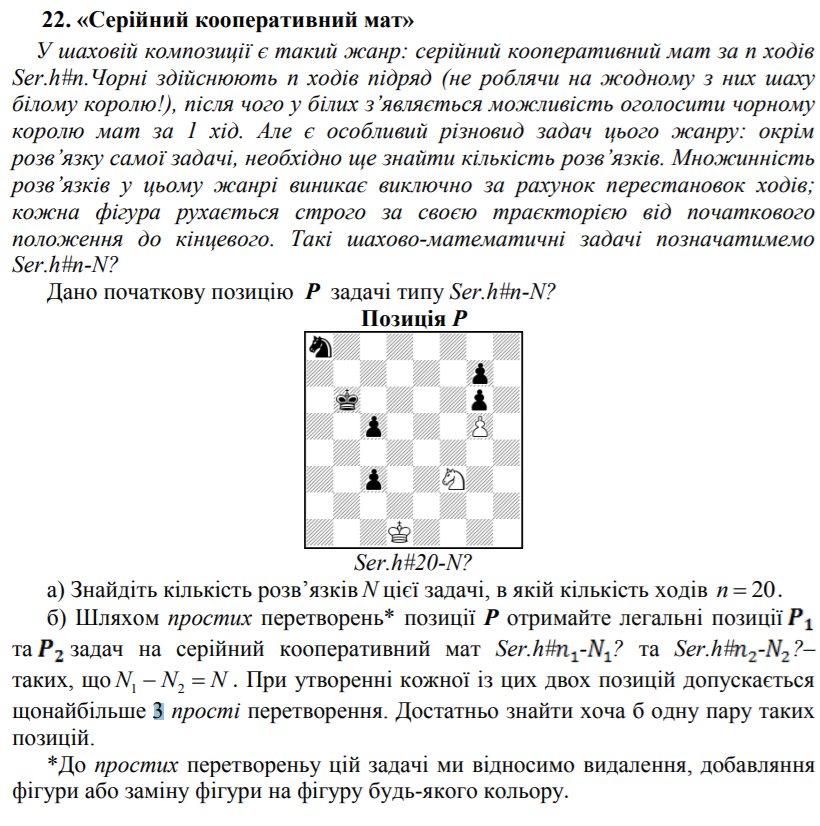 22. «Серійний кооперативний мат»
У шаховій композиції є такий жанр: серійний кооперативний мат за n ходів
Ser.h#n.Чорні здійснюють n ходів підряд (не роблячи на жодному з них шаху
білому королю!), після чого у білих з’являється можливість оголосити чорному
королю мат за 1 хід. Але є особливий різновид задач цього жанру: окрім
розв’язку самої задачі, необхідно ще знайти кількість розв’язків. Множинність
розв’язків у цьому жанрі виникає виключно за рахунок перестановок ходів;
кожна фігура рухається строго за своєю траєкторією від початкового
положення до кінцевого. Такі шахово-математичні задачі позначатимемо
Ser.h#n-N?
Дано початкову позицію P задачі типу Ser.h#n-N?
Позиція P
Ser.h#20-N?
а) Знайдіть кількість розв’язків N цієї задачі, в якій кількість ходів n = 20.
б) Шляхом простих перетворень* позиції P отримайте легальні позиції P₁
та P₂ задач на серійний кооперативний мат Ser.h#n₁-N₁? та Ser.h#n₂-N₂?–
таких, що N₁ − N₂ = N . При утворенні кожної із цих двох позицій допускається
щонайбільше 3 прості перетворення. Достатньо знайти хоча б одну пару таких
позицій.
*До простих перетвореньу цій задачі ми відносимо видалення, добавляння
фігури або заміну фігури на фігуру будь-якого кольору.